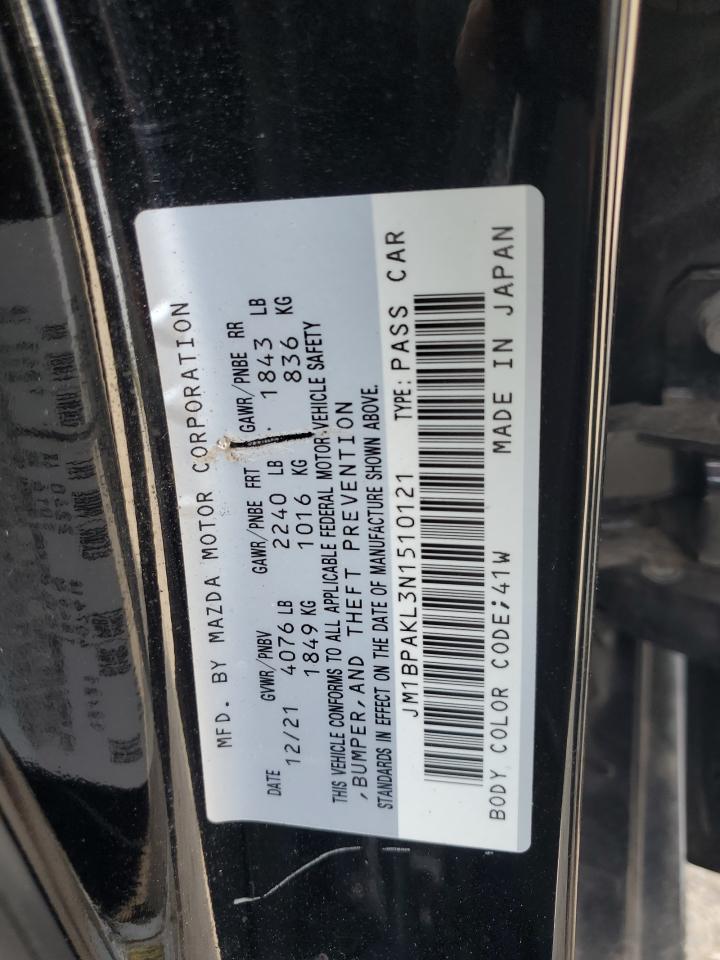 MFD. BY MAZDA MOTOR CORPORATION
DATE GVWR/PNBV GAWR/PNBE FRT GAWR/PNBE RR
12/21 4076 LB 2240 LB 1843 LB
1849 KG 1016 KG 836 KG
THIS VEHICLE CONFORMS TO ALL APPLICABLE FEDERAL MOTOR VEHICLE SAFETY
,BUMPER, AND THEFT PREVENTION
STANDARDS IN EFFECT ON THE DATE OF MANUFACTURE SHOWN ABOVE.
JM1BPAKL3N1510121 TYPE: PASS CAR
BODY COLOR CODE;41W MADE IN JAPAN